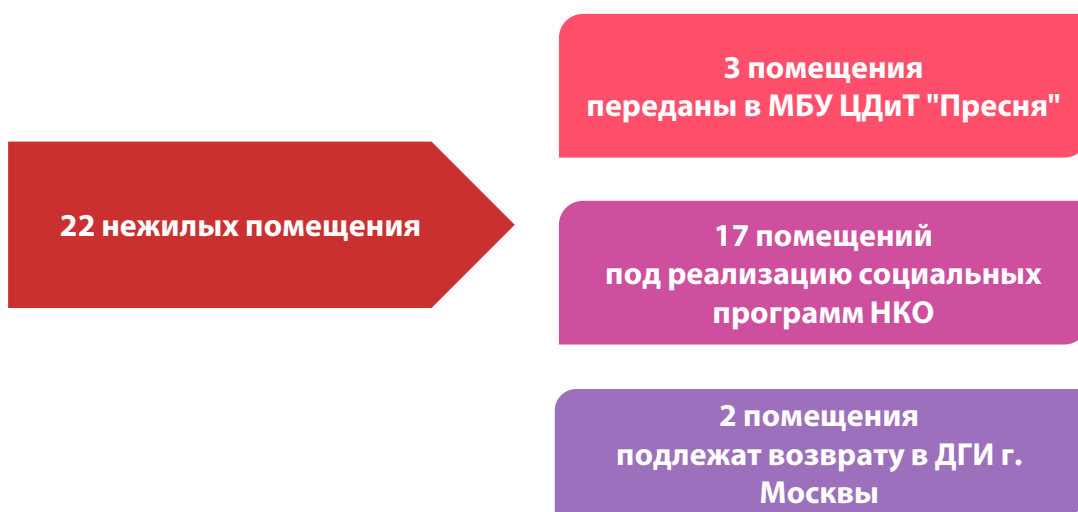 22 нежилых помещения
3 помещения
переданы в МБУ ЦДиТ "Пресня"
17 помещений
под реализацию социальных
программ НКО
2 помещения
подлежат возврату в ДГИ г.
Москвы